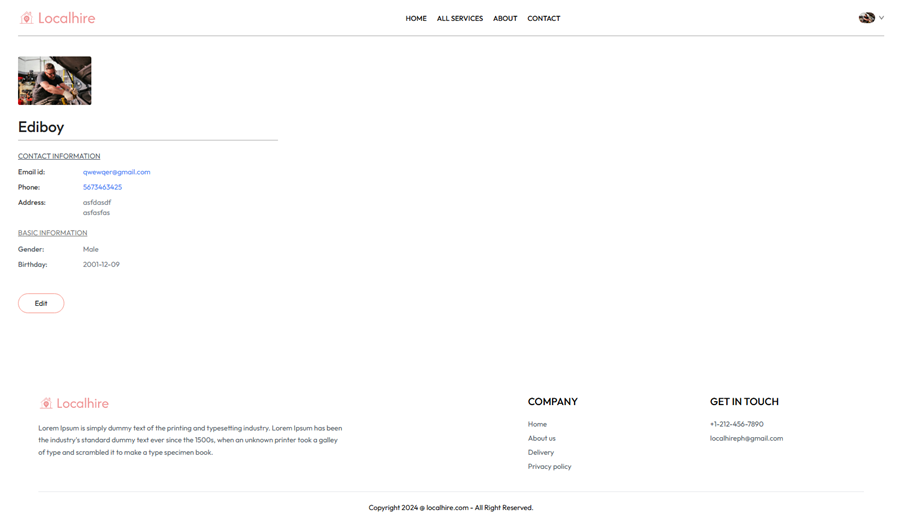 Localhire
HOME ALL SERVICES ABOUT CONTACT
Ediboy
CONTACT INFORMATION
Email id: qwewqer@gmail.com
Phone: 5673463425
Address: asfdasdf
asfasfas
BASIC INFORMATION
Gender: Male
Birthday: 2001-12-09
Edit
Localhire
Lorem Ipsum is simply dummy text of the printing and typesetting industry. Lorem Ipsum has been
the industry's standard dummy text ever since the 1500s, when an unknown printer took a galley
of type and scrambled it to make a type specimen book.
COMPANY
Home
About us
Delivery
Privacy policy
GET IN TOUCH
+1-212-456-7890
localhireph@gmail.com
Copyright 2024 @ localhire.com - All Right Reserved.